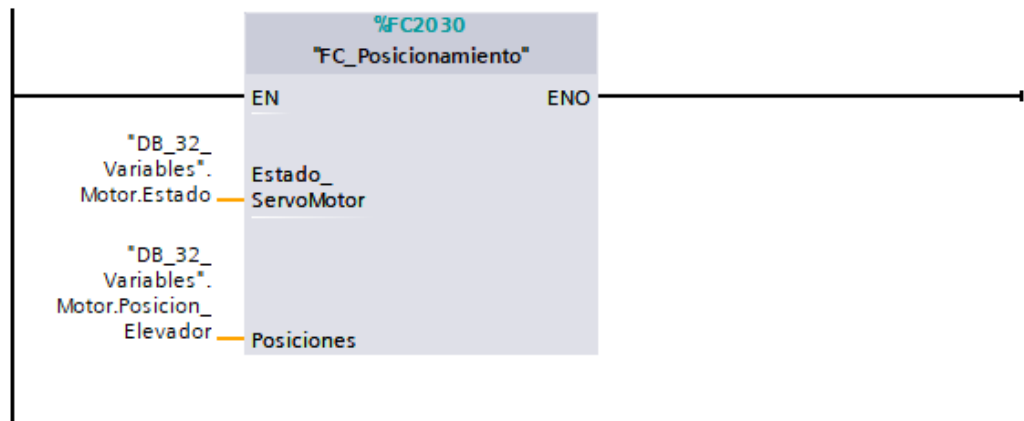 %FC2030
"FC_Posicionamiento"
EN ENO
"DB_32_
Variables".
Motor.Estado
Estado_
ServoMotor
"DB_32_
Variables".
Motor.Posicion_
Elevador
Posiciones